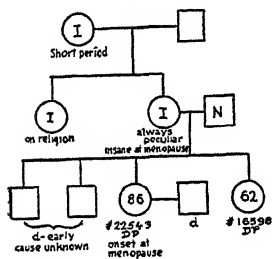 I
Short period
I
I
N
on religion
always
peculiar
insane at menopause
86
62
d-early
cause unknown
#22543
DP
onset at
menopause
d
#16598
DP